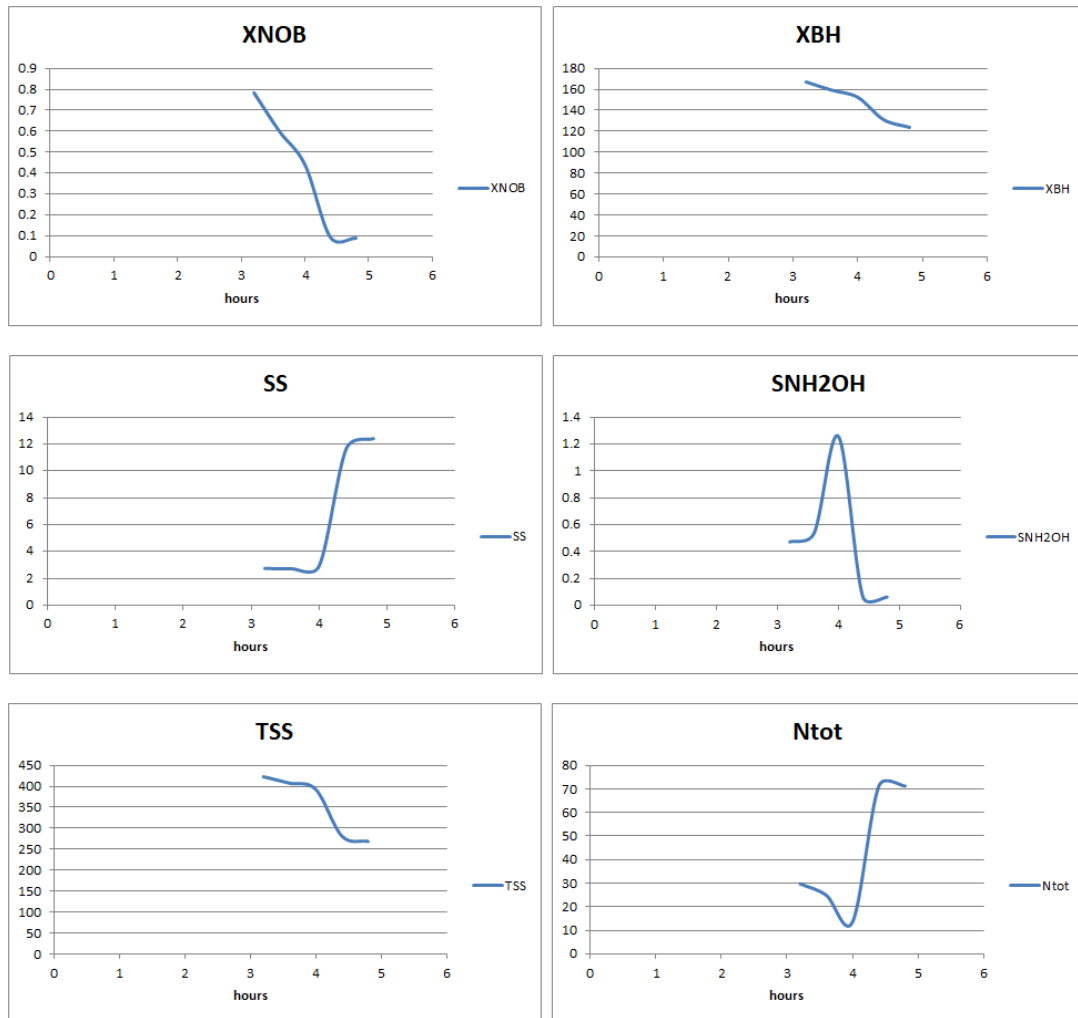 XNOB
0.9
0.8
0.7
0.6
0.5
0.4
0.3
0.2
0.1
0
0 1 2 3 4 5 6
hours
XNOB
XBH
180
160
140
120
100
80
60
40
20
0
0 1 2 3 4 5 6
hours
XBH
SS
14
12
10
8
6
4
2
0
0 1 2 3 4 5 6
hours
SS
SNH2OH
1.4
1.2
1
0.8
0.6
0.4
0.2
0
0 1 2 3 4 5 6
hours
SNH2OH
TSS
450
400
350
300
250
200
150
100
50
0
0 1 2 3 4 5 6
hours
TSS
Ntot
80
70
60
50
40
30
20
10
0
0 1 2 3 4 5 6
hours
Ntot